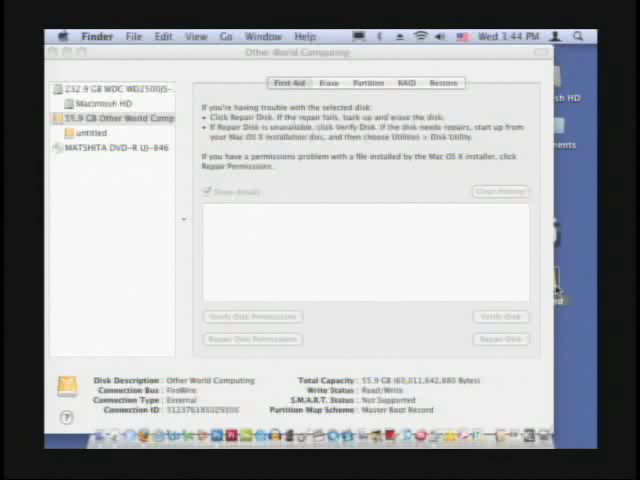 Finder File Edit View Go Window Help Wed 3:44 PM
Other World Computing
232.9 GB WDC WD2500JS-
Macintosh HD
55.9 GB Other World Comp
untitled
MATSHITA DVD-R UJ-846
First Aid Erase Partition RAID Restore
If you're having trouble with the selected disk:
• Click Repair Disk. If the repair fails, back up and erase the disk.
• If Repair Disk is unavailable, click Verify Disk. If the disk needs repairs, start up from
your Mac OS X installation disc, and then choose Utilities > Disk Utility.
If you have a permissions problem with a file installed by the Mac OS X installer, click
Repair Permissions.
Show details
Clear History
Verify Disk Permissions
Verify Disk
Repair Disk Permissions
Repair Disk
Disk Description : Other World Computing
Connection Bus : FireWire
Connection Type : External
Total Capacity : 55.9 GB (60,011,642,880 Bytes)
Write Status : Read/Write
S.M.A.R.T. Status : Not Supported
Partition Map Scheme : Master Boot Record
sh HD
ments